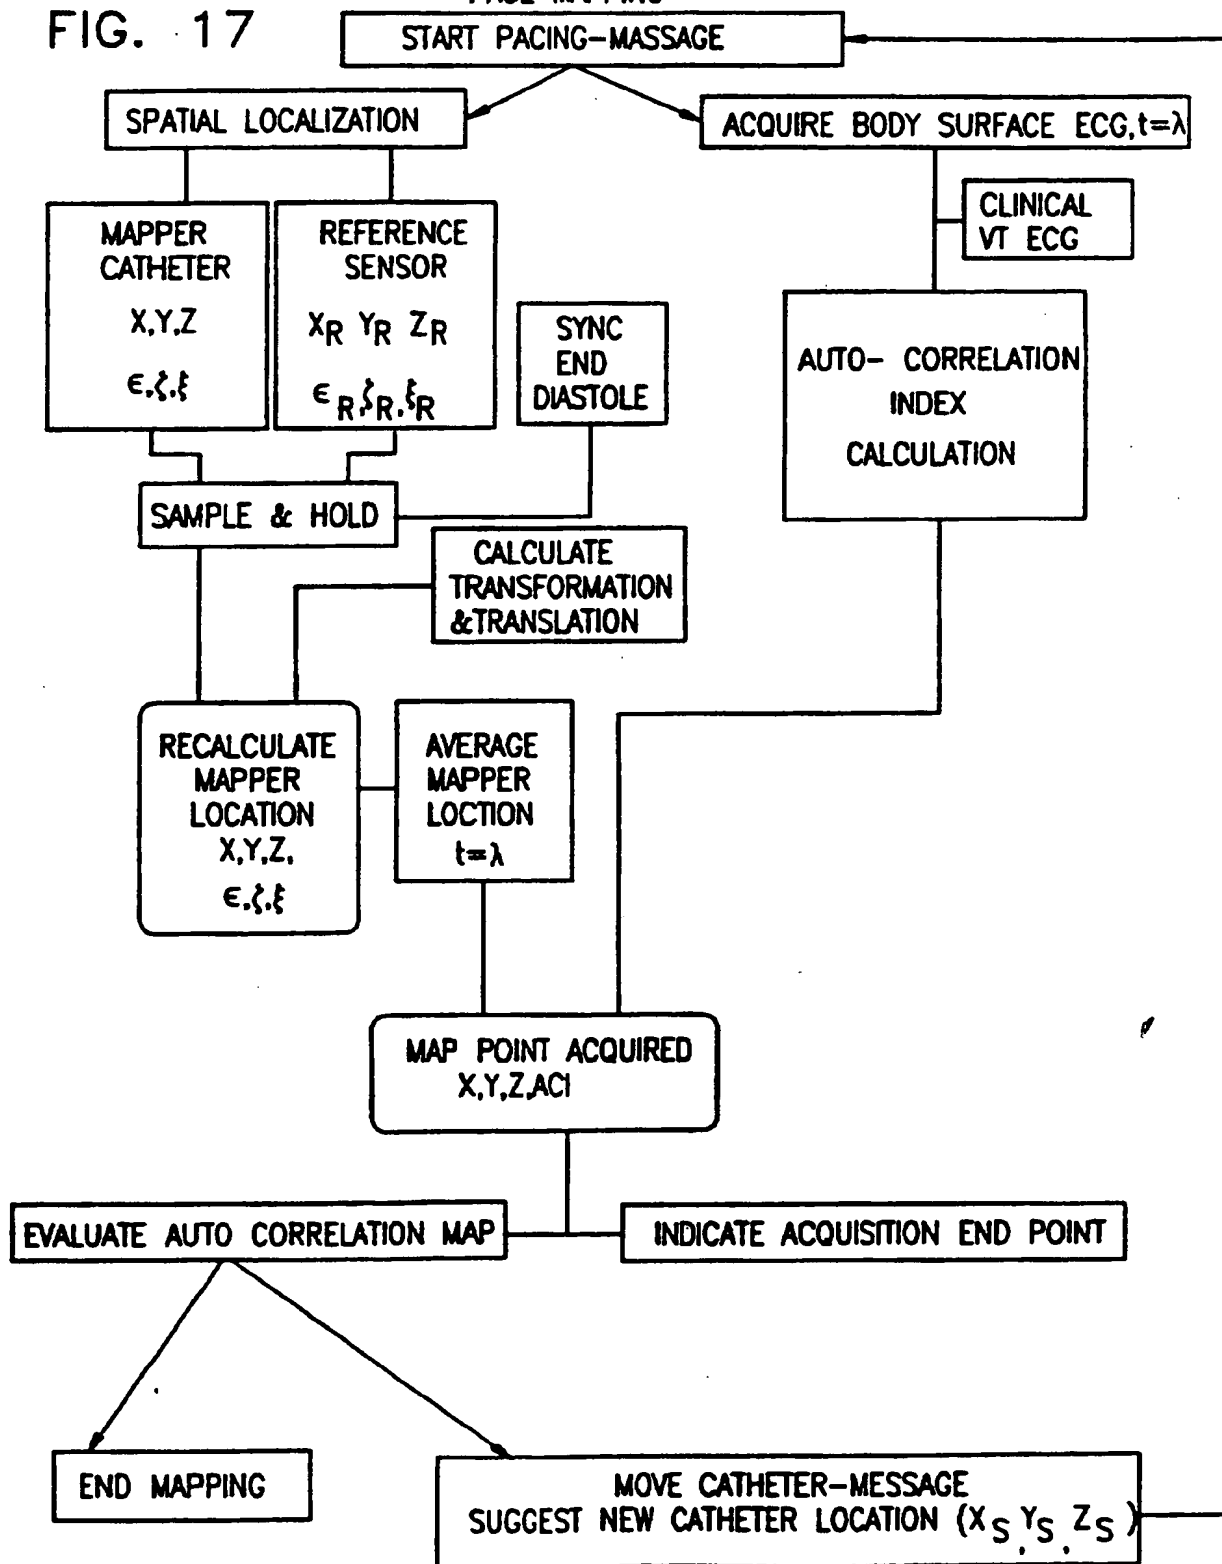 FIG. 17
START PACING-MASSAGE
SPATIAL LOCALIZATION
ACQUIRE BODY SURFACE ECG,t=λ
CLINICAL
VT ECG
MAPPER
CATHETER
X,Y,Z
ϵ,ζ,ξ
REFERENCE
SENSOR
XR YR ZR
ϵR,ζR,ξR
SYNC
END
DIASTOLE
AUTO- CORRELATION
INDEX
CALCULATION
SAMPLE & HOLD
CALCULATE
TRANSFORMATION
&TRANSLATION
RECALCULATE
MAPPER
LOCATION
X,Y,Z,
ϵ,ζ,ξ
AVERAGE
MAPPER
LOCTION
t=λ
MAP POINT ACQUIRED
X,Y,Z,ACI
EVALUATE AUTO CORRELATION MAP
INDICATE ACQUISITION END POINT
END MAPPING
MOVE CATHETER-MESSAGE
SUGGEST NEW CATHETER LOCATION (XS,YS,ZS)